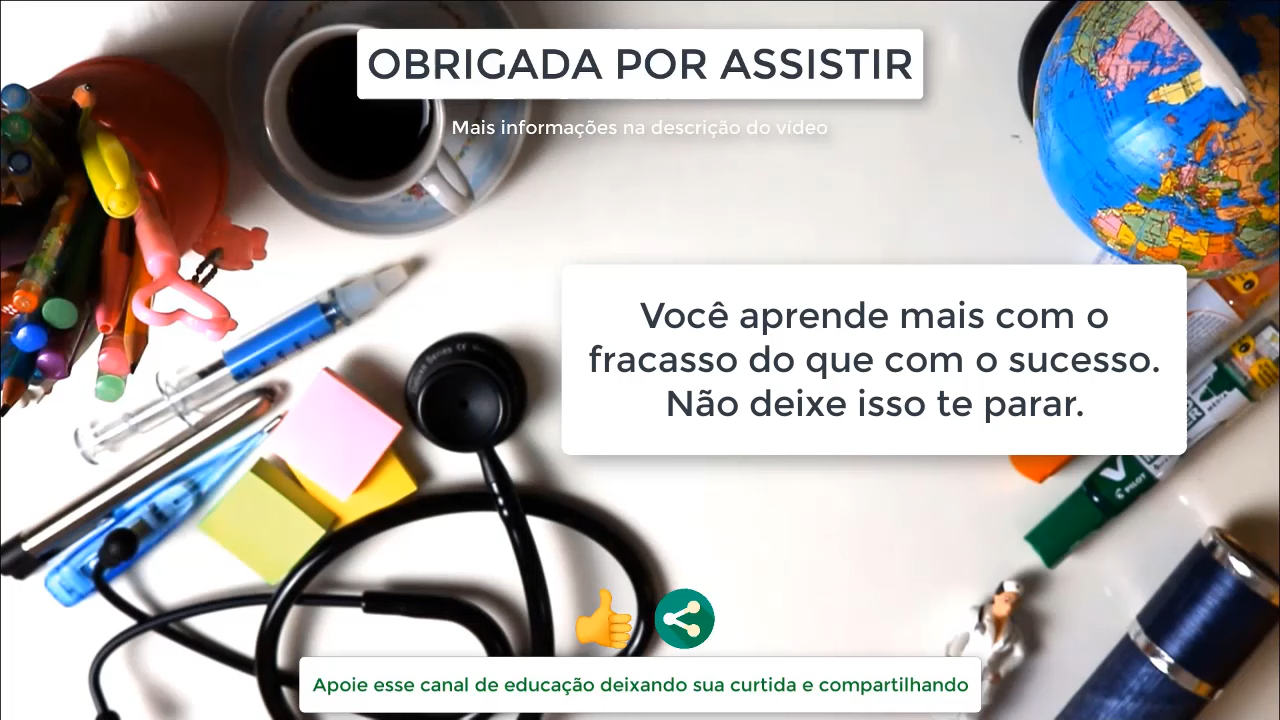 OBRIGADA POR ASSISTIR
Mais informações na descrição do vídeo
Você aprende mais com o
fracasso do que com o sucesso.
Não deixe isso te parar.
V
PILOT
Apoie esse canal de educação deixando sua curtida e compartilhando